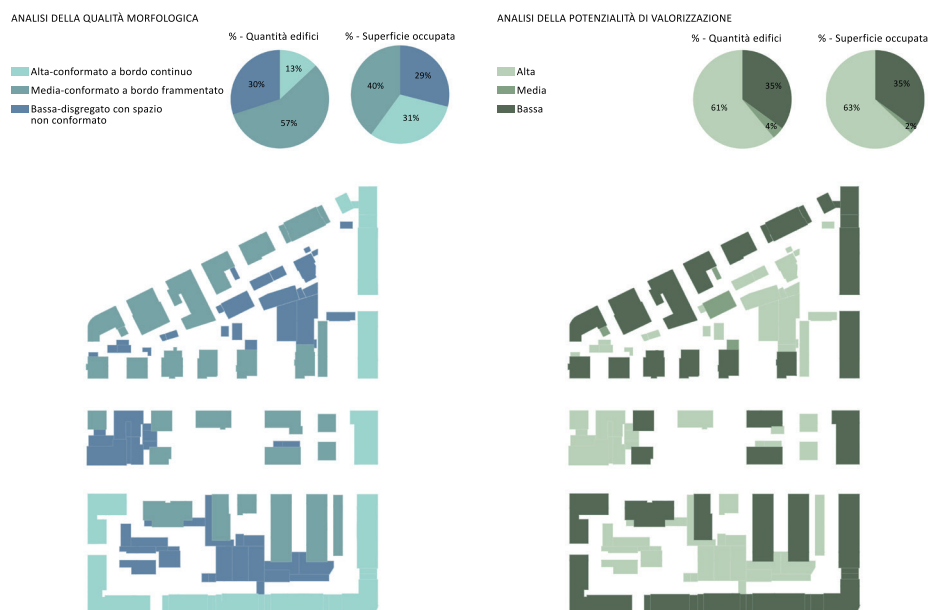 ANALISI DELLA QUALITÀ MORFOLOGICA
% - Quantità edifici
% - Superficie occupata
Alta-conformato a bordo continuo
Media-conformato a bordo frammentato
Bassa-disgregato con spazio
non conformato
13%
30%
57%
29%
40%
31%
ANALISI DELLA POTENZIALITÀ DI VALORIZZAZIONE
% - Quantità edifici
% - Superficie occupata
Alta
Media
Bassa
35%
61%
4%
35%
63%
2%